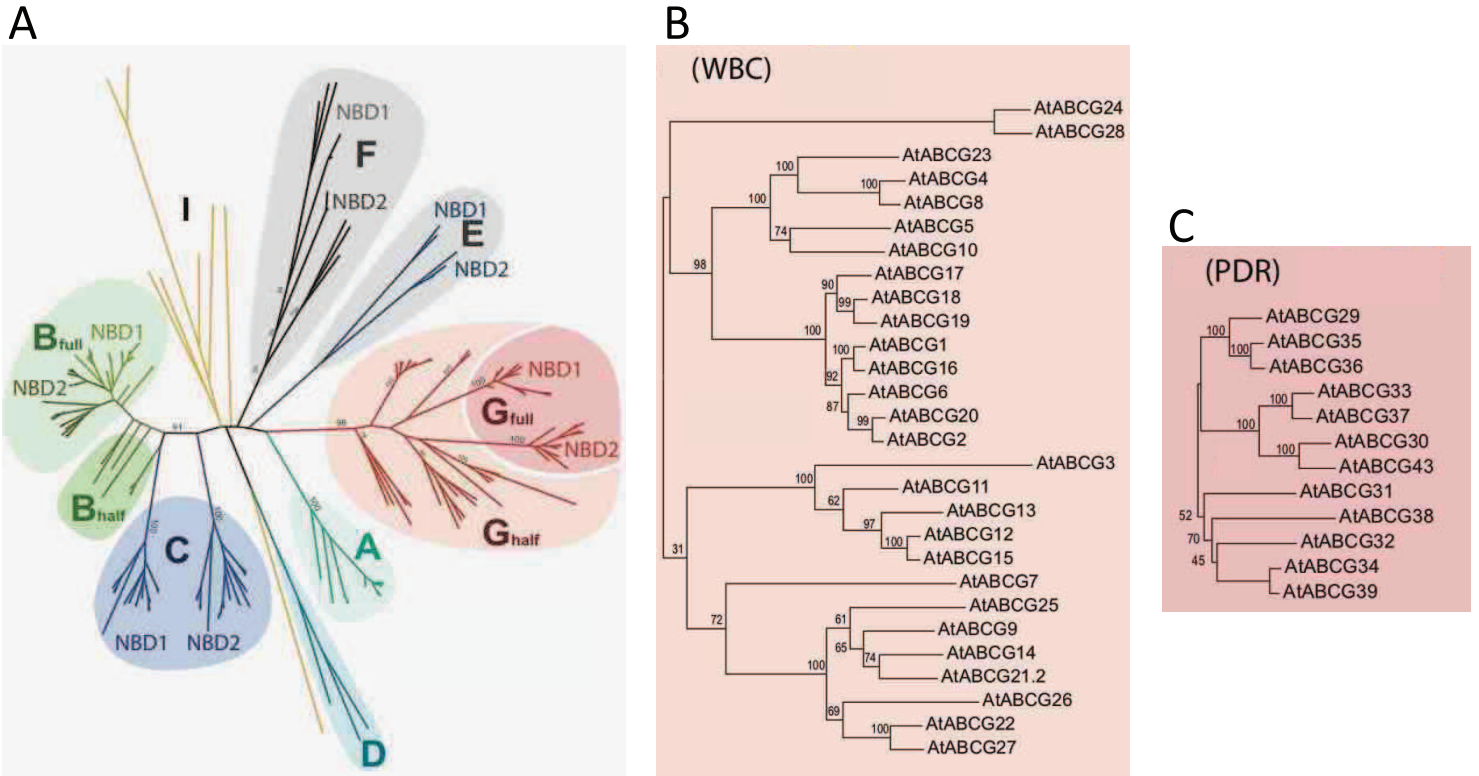 A
NBD1
F
NBD2
I
NBD1
E
NBD2
Bfull NBD1
NBD2
Bhalf
NBD1
Gfull
NBD2
Ghalf
91
98
100
100
100
100
C
A
NBD1 NBD2
D
B
(WBC)
AtABCG24
AtABCG28
AtABCG23
100
AtABCG4
100
AtABCG8
100
AtABCG5
74
AtABCG10
98
AtABCG17
90
AtABCG18
99
AtABCG19
100
AtABCG1
100
AtABCG16
92
AtABCG6
87
AtABCG20
99
AtABCG2
AtABCG3
100
AtABCG11
62
AtABCG13
97
AtABCG12
100
AtABCG15
31
AtABCG7
72
AtABCG25
61
AtABCG9
65
AtABCG14
74
AtABCG21.2
100
AtABCG26
69
AtABCG22
100
AtABCG27
C
(PDR)
AtABCG29
100
AtABCG35
100
AtABCG36
AtABCG33
100
AtABCG37
100
AtABCG30
100
AtABCG43
AtABCG31
52
AtABCG38
70
AtABCG32
45
AtABCG34
AtABCG39